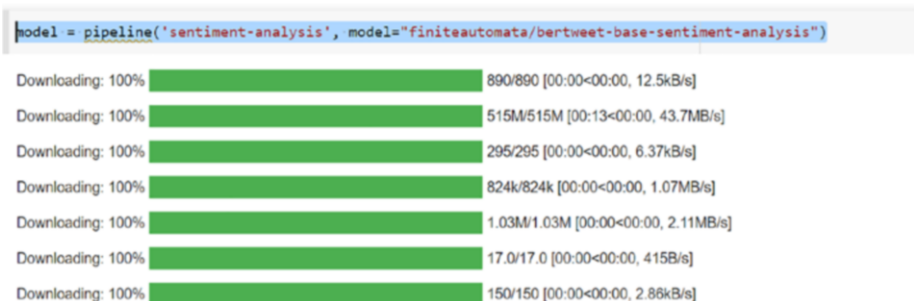 model = pipeline('sentiment-analysis', model="finiteautomata/bertweet-base-sentiment-analysis")
Downloading: 100% 890/890 [00:00<00:00, 12.5kB/s]
Downloading: 100% 515M/515M [00:13<00:00, 43.7MB/s]
Downloading: 100% 295/295 [00:00<00:00, 6.37kB/s]
Downloading: 100% 824k/824k [00:00<00:00, 1.07MB/s]
Downloading: 100% 1.03M/1.03M [00:00<00:00, 2.11MB/s]
Downloading: 100% 17.0/17.0 [00:00<00:00, 415B/s]
Downloading: 100% 150/150 [00:00<00:00, 2.86kB/s]